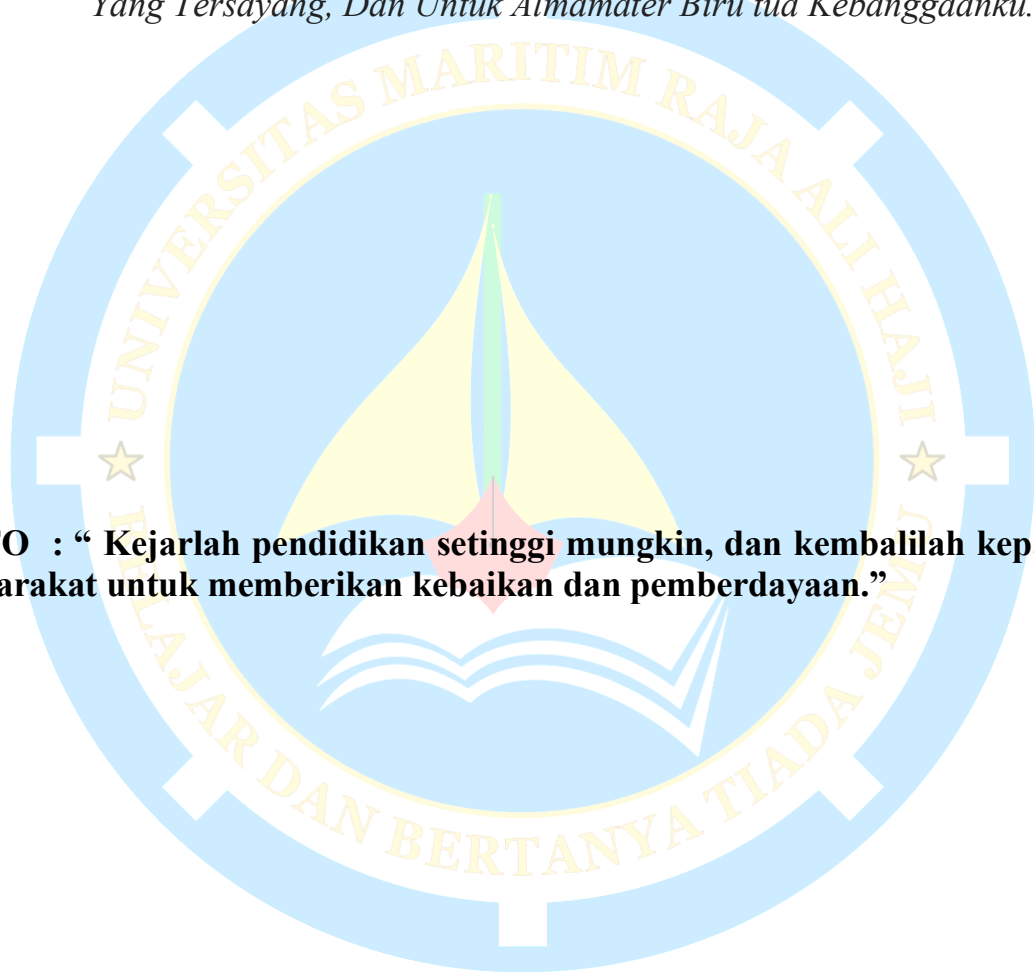 Yang Tersayang, Dan Untuk Almamater Biru tua Kebanggaanku.
UNIVERSITAS MARITIM RAJA ALI HAJI
O : “ Kejarlah pendidikan setinggi mungkin, dan kembalilah kep
arakat untuk memberikan kebaikan dan pemberdayaan.”
BELAJAR DAN BERTANYA TIADA JEMU